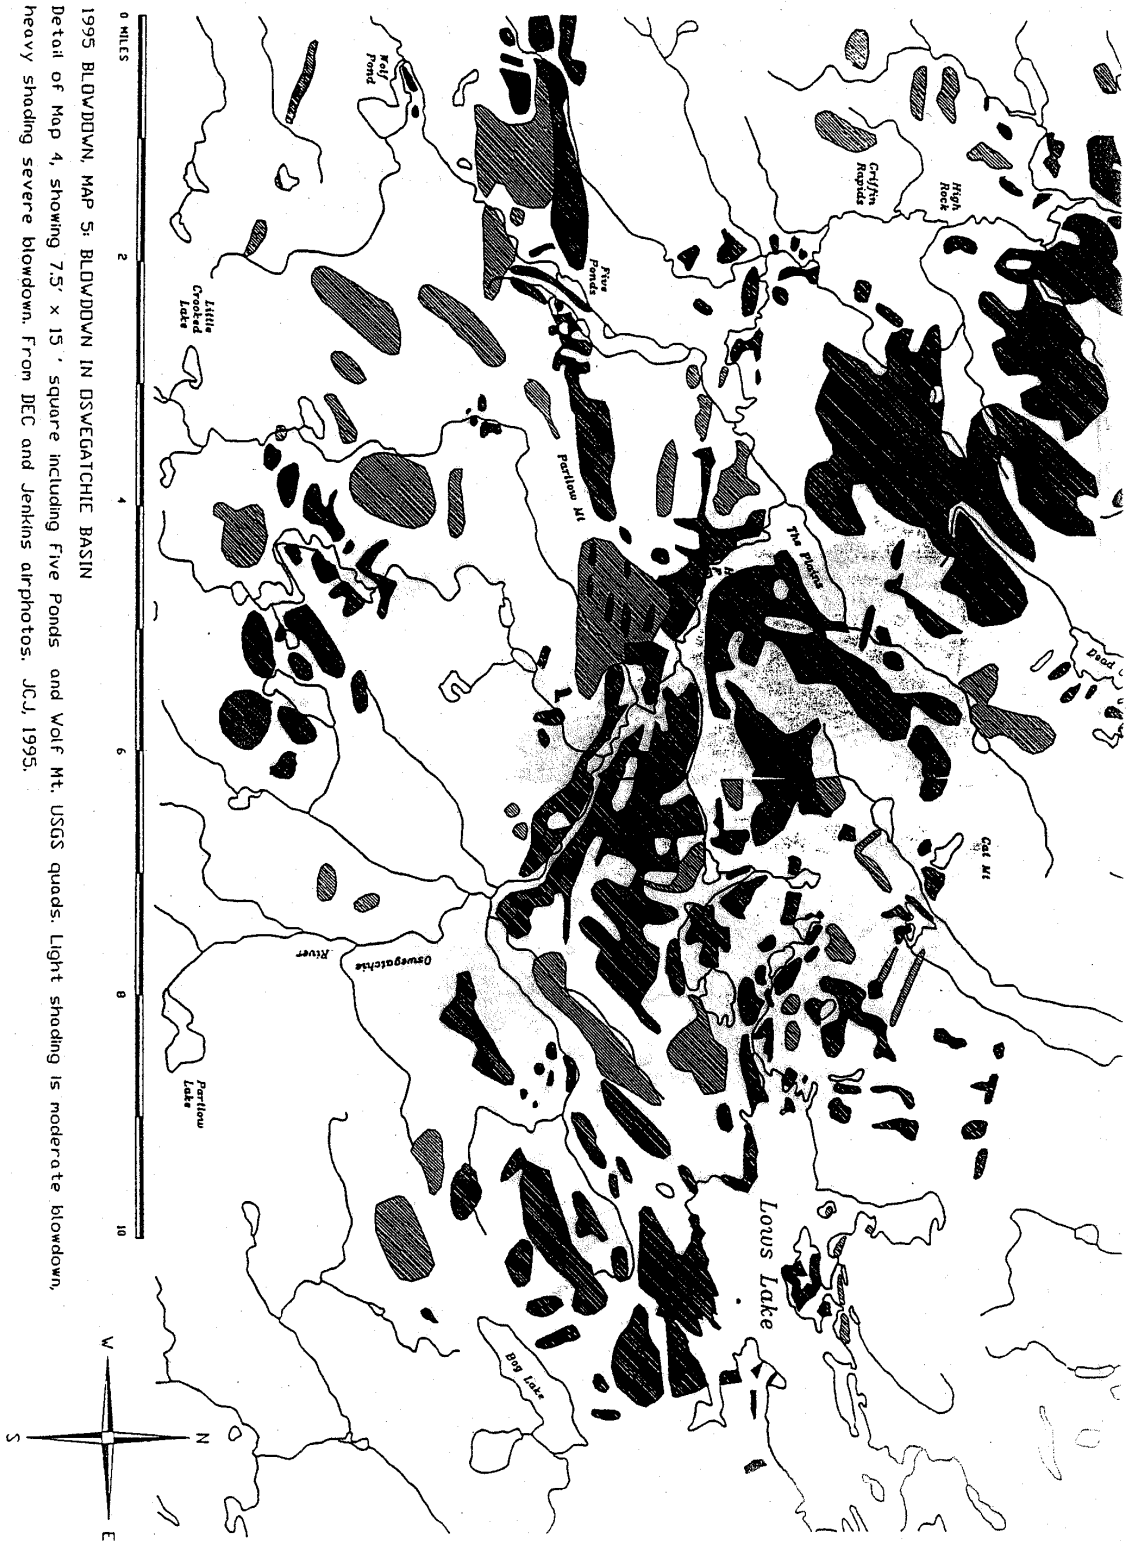 High
Rock
Griffin
Rapids
Dead
Wolf
Pond
Five
Ponds
The Plains
Cat Mt
Partlow Mt
Little
Crooked
Lake
Lows Lake
Oswegatchie
River
Bog Lake
Partlow
Lake
0 MILES
2
4
6
8
10
W
N
S
E
1995 BLOWDOWN, MAP 5: BLOWDOWN IN OSWEGATCHIE BASIN
Detail of Map 4, showing 7.5' x 15 ' square including Five Ponds and Wolf Mt. USGS quads. Light shading is moderate blowdown,
heavy shading severe blowdown. From DEC and Jenkins airphotos. JCJ, 1995.